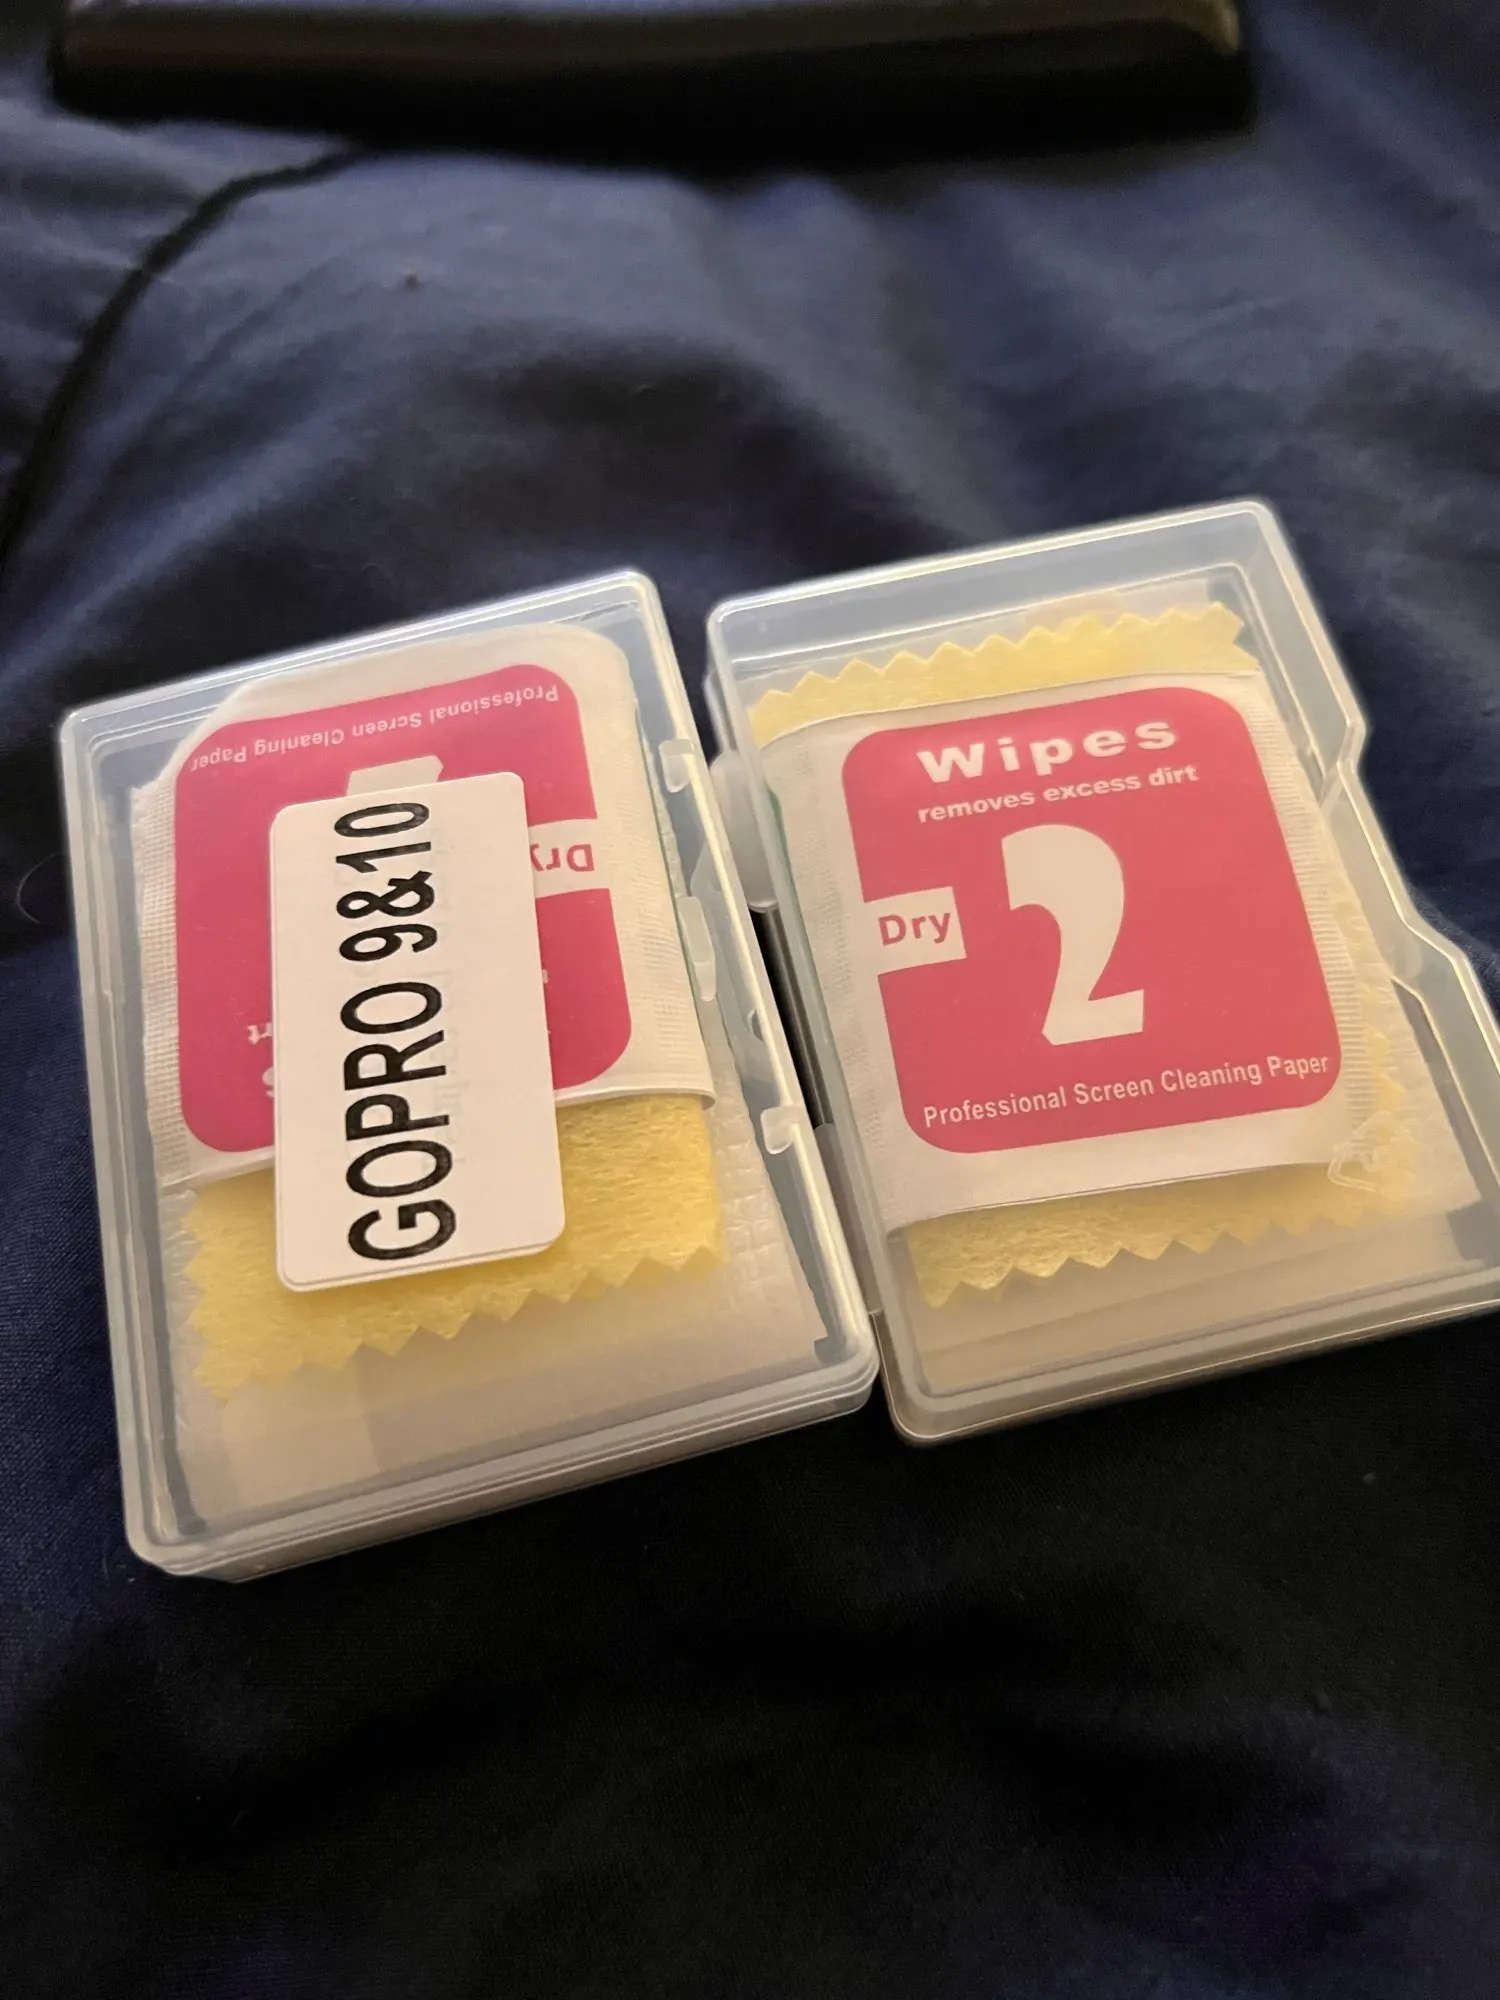 GOPRO 9&10
Professional Screen Cleaning Paper
Dry
Wipes
removes excess dirt
2
Dry
Professional Screen Cleaning Paper